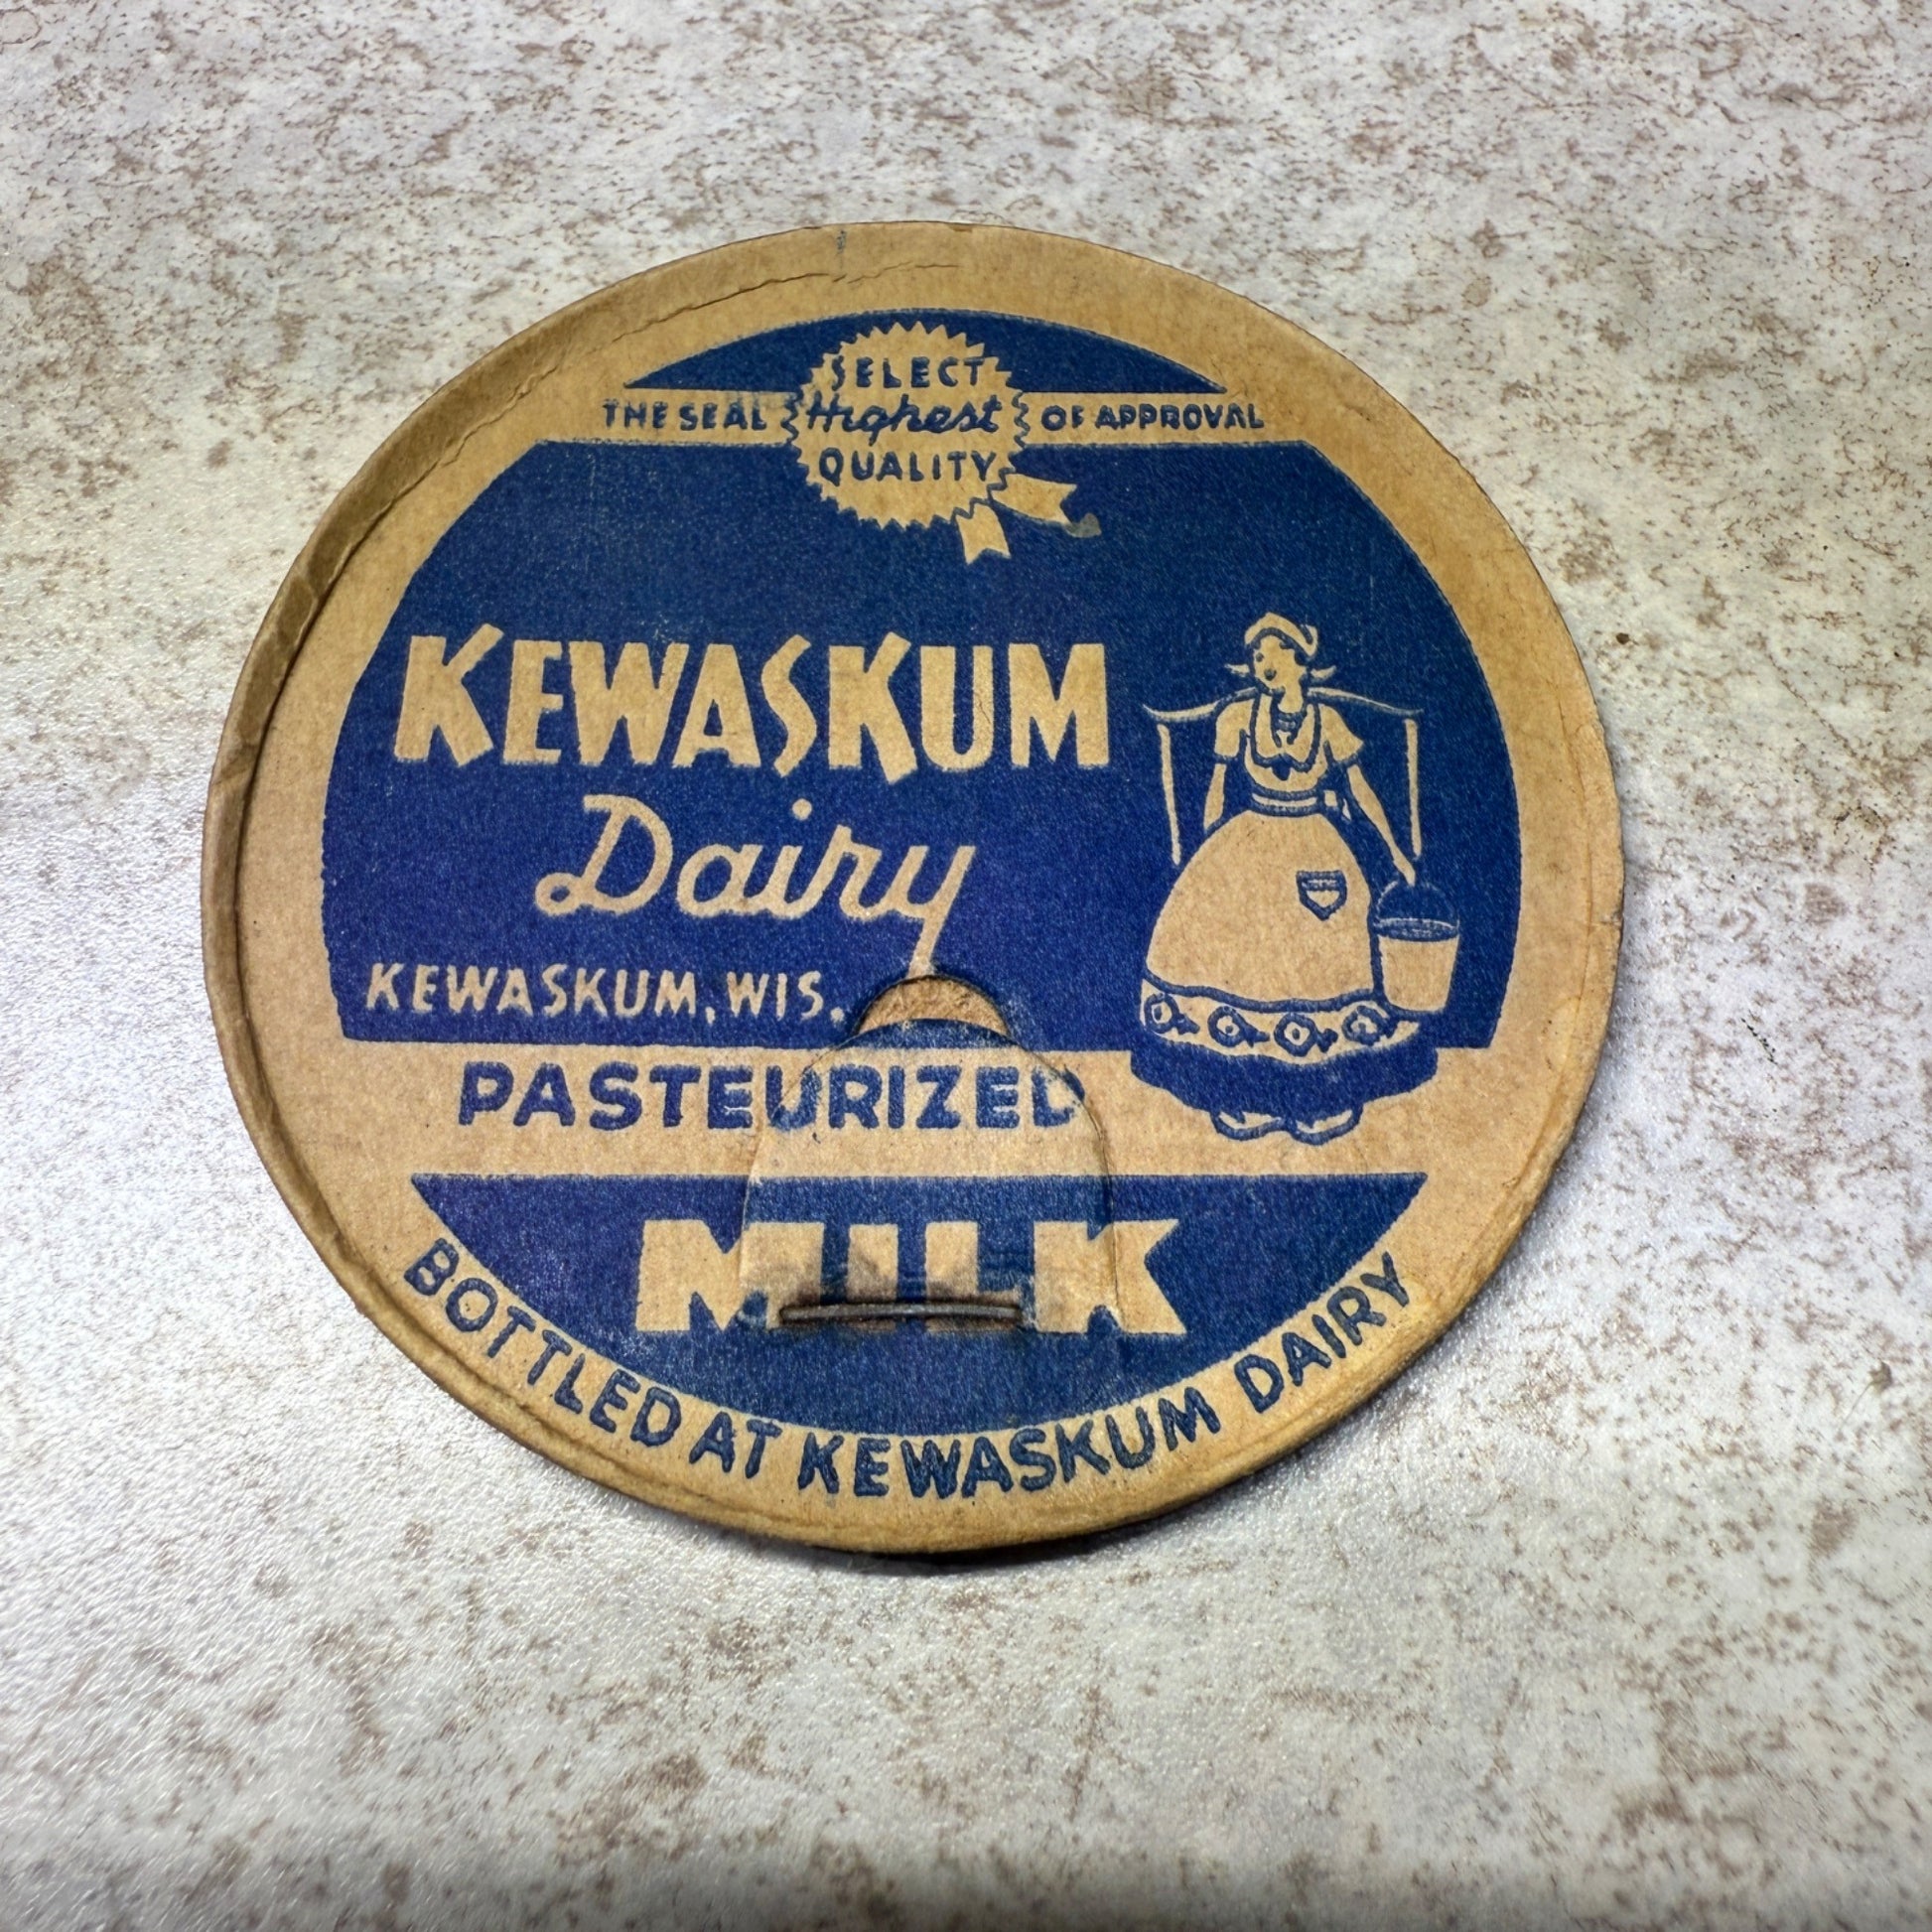 SELECT
THE SEAL Highest OF APPROVAL
QUALITY
KEWASKUM
Dairy
KEWASKUM, WIS.
PASTEURIZED
MILK
BOTTLED AT KEWASKUM DAIRY